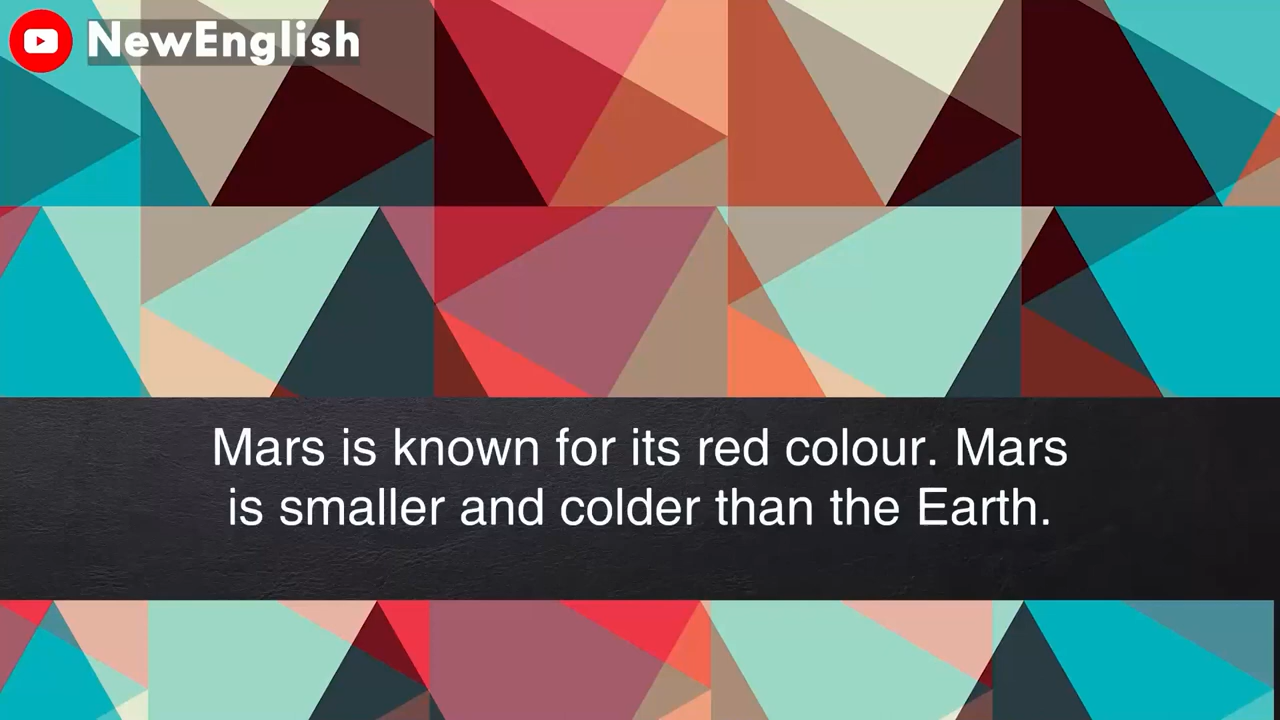 NewEnglish
Mars is known for its red colour. Mars
is smaller and colder than the Earth.